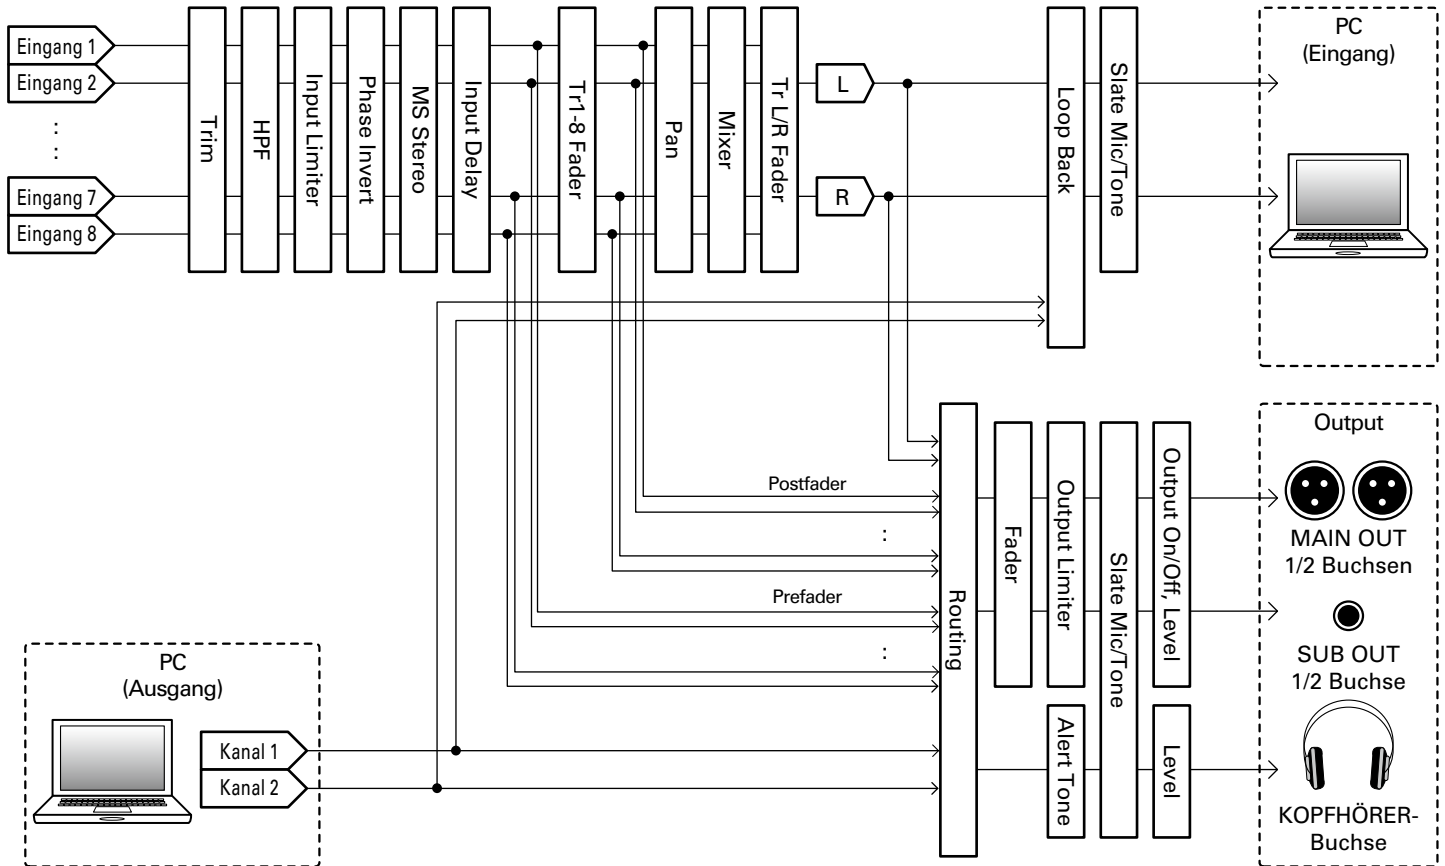 Eingang 1
Eingang 2
:
:
Eingang 7
Eingang 8
Trim
HPF
Input Limiter
Phase Invert
MS Stereo
Input Delay
Tr1-8 Fader
Pan
Mixer
Tr L/R Fader
L
R
Loop Back
Slate Mic/Tone
PC
(Eingang)
Postfader
:
Prefader
:
Routing
Fader
Output Limiter
Alert Tone
Slate Mic/Tone
Output On/Off, Level
Level
Output
MAIN OUT
1/2 Buchsen
SUB OUT
1/2 Buchse
KOPFHÖRER-
Buchse
PC
(Ausgang)
Kanal 1
Kanal 2